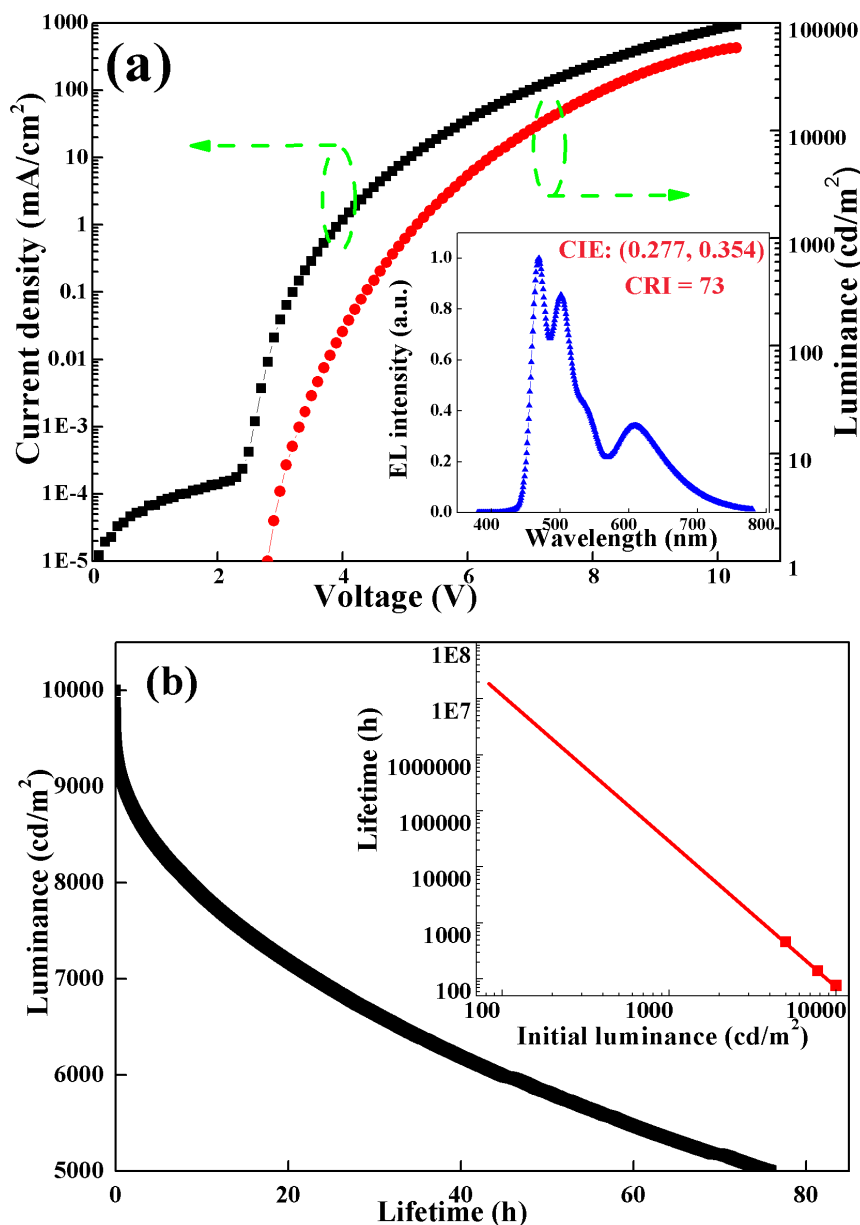 (a)
1000
100
10
1
0.1
0.01
1E-3
1E-4
1E-5
Current density (mA/cm²)
0
2
4
6
8
10
Voltage (V)
100000
10000
1000
100
10
1
Luminance (cd/m²)
CIE: (0.277, 0.354)
CRI = 73
1.0
0.8
0.6
0.4
0.2
0.0
EL intensity (a.u.)
400
500
600
700
800
Wavelength (nm)
(b)
10000
9000
8000
7000
6000
5000
Luminance (cd/m²)
0
20
40
60
80
Lifetime (h)
1E8
1E7
1000000
100000
10000
1000
100
Lifetime (h)
100
1000
10000
Initial luminance (cd/m²)